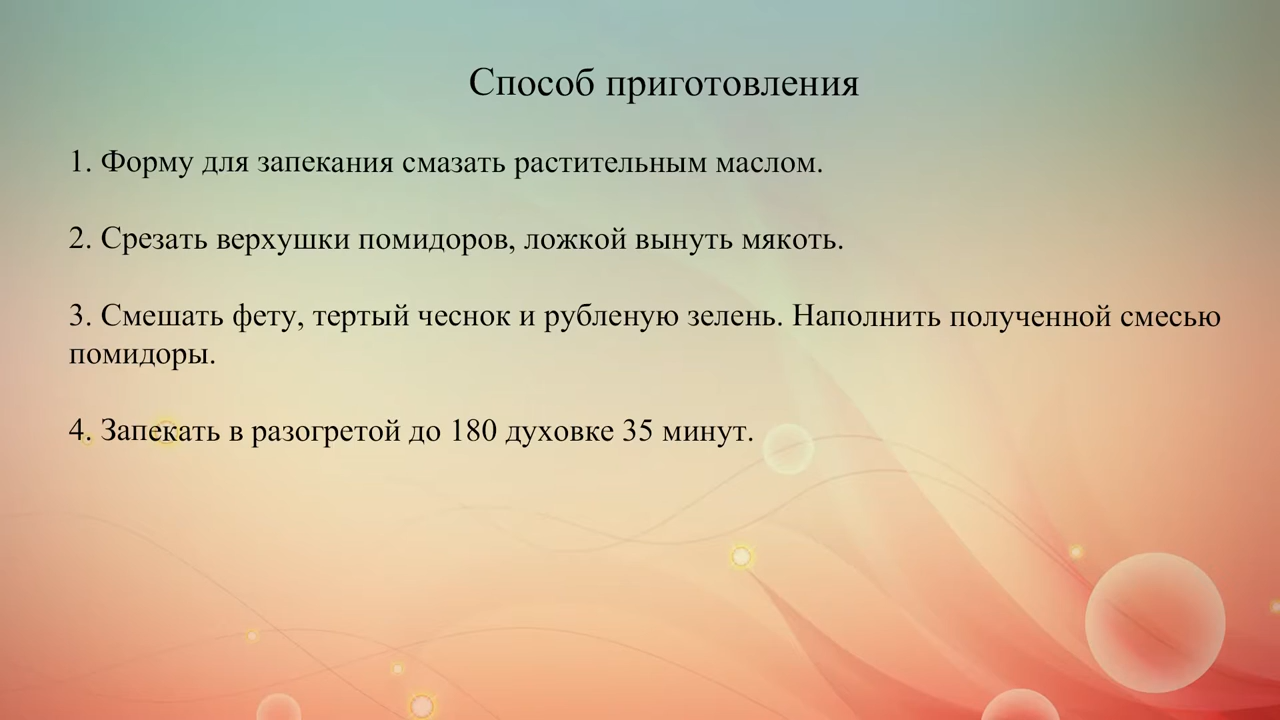 Способ приготовления
1. Форму для запекания смазать растительным маслом.
2. Срезать верхушки помидоров, ложкой вынуть мякоть.
3. Смешать фету, тертый чеснок и рубленую зелень. Наполнить полученной смесью
помидоры.
4. Запекать в разогретой до 180 духовке 35 минут.